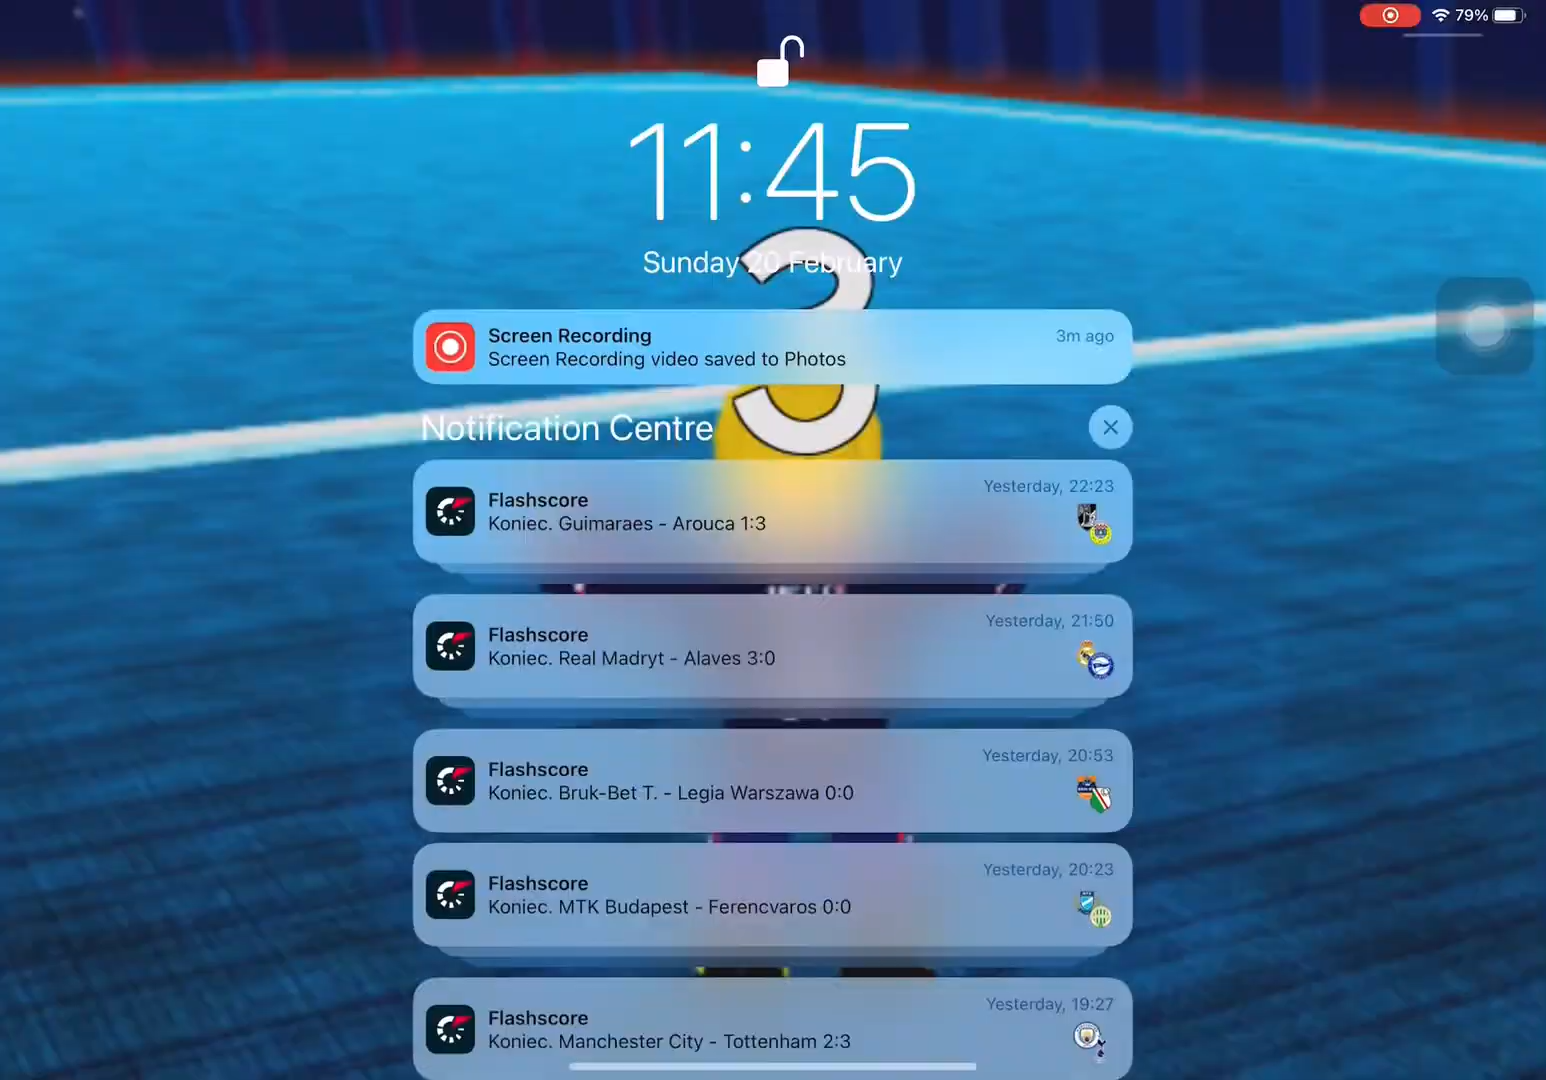 79%
11:45
Sunday 20 February
3
Screen Recording
3m ago
Screen Recording video saved to Photos
Notification Centre
Yesterday, 22:23
Flashscore
Koniec. Guimaraes - Arouca 1:3
Yesterday, 21:50
Flashscore
Koniec. Real Madryt - Alaves 3:0
Yesterday, 20:53
Flashscore
Koniec. Bruk-Bet T. - Legia Warszawa 0:0
Yesterday, 20:23
Flashscore
Koniec. MTK Budapest - Ferencvaros 0:0
Yesterday, 19:27
Flashscore
Koniec. Manchester City - Tottenham 2:3